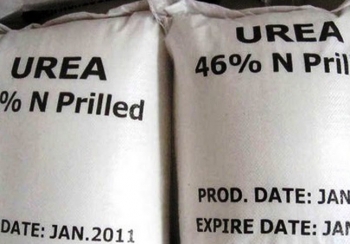 UREA
% N Prilled
DATE: JAN.2011
UREA
46% N Pril
PROD. DATE: JAN
EXPIRE DATE: JAN